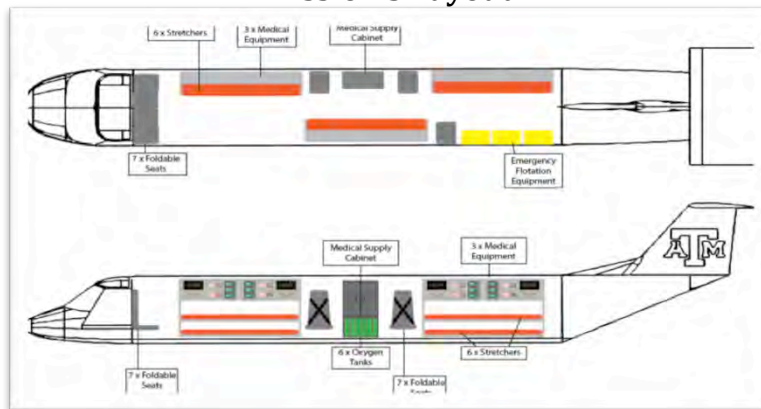 6 x Stretchers
3 x Medical
Equipment
Medical Supply
Cabinet
7 x Foldable
Seats
Emergency
Flotation
Equipment
Medical Supply
Cabinet
3 x Medical
Equipment
ATM
6 x Oxygen
Tanks
6 x Stretchers
7 x Foldable
Seats
7 x Foldable